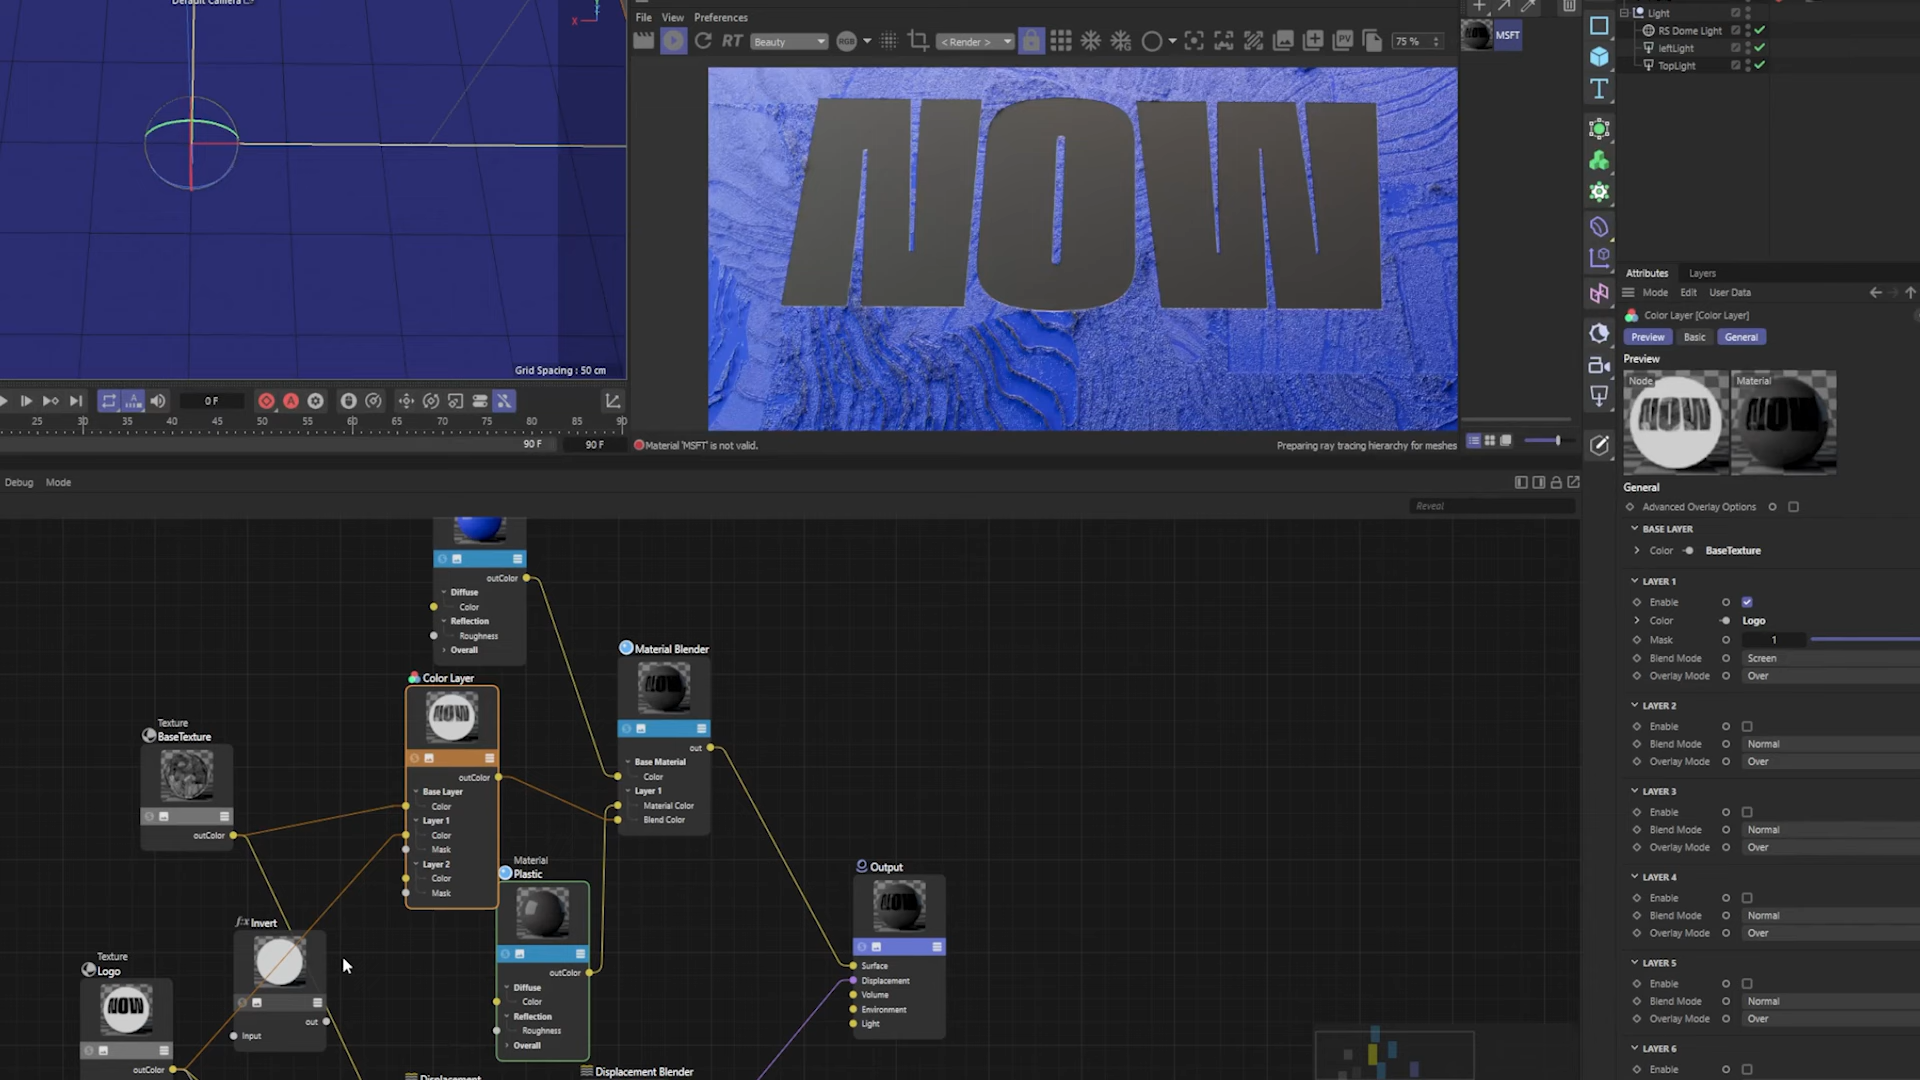 Default Camera
X
File View Preferences
RT Beauty RGB < Render > PV 75 %
MSFT
Light
RS Dome Light
leftLight
TopLight
NOW
Grid Spacing : 50 cm
0 F
25 30 35 40 45 50 55 60 65 70 75 80 85 90
90 F 90 F
Material 'MSFT' is not valid.
Preparing ray tracing hierarchy for meshes
Debug Mode
Reveal
Attributes Layers
Mode Edit User Data
Color Layer [Color Layer]
Preview Basic General
Preview
Node
Material
General
Advanced Overlay Options
BASE LAYER
Color BaseTexture
LAYER 1
Enable
Color Logo
Mask 1
Blend Mode Screen
Overlay Mode Over
LAYER 2
Enable
Blend Mode Normal
Overlay Mode Over
LAYER 3
Enable
Blend Mode Normal
Overlay Mode Over
LAYER 4
Enable
Blend Mode Normal
Overlay Mode Over
LAYER 5
Enable
Blend Mode Normal
Overlay Mode Over
LAYER 6
Enable
outColor
Diffuse
Color
Reflection
Roughness
Overall
Color Layer
NOW
outColor
Base Layer
Color
Layer 1
Color
Mask
Layer 2
Color
Mask
Material Blender
NOW
out
Base Material
Color
Layer 1
Material Color
Blend Color
Texture
BaseTexture
outColor
Material
Plastic
outColor
Diffuse
Color
Reflection
Roughness
Overall
Output
NOW
Surface
Displacement
Volume
Environment
Light
f:x Invert
out
Input
Texture
Logo
NOW
outColor
Displacement
Displacement Blender